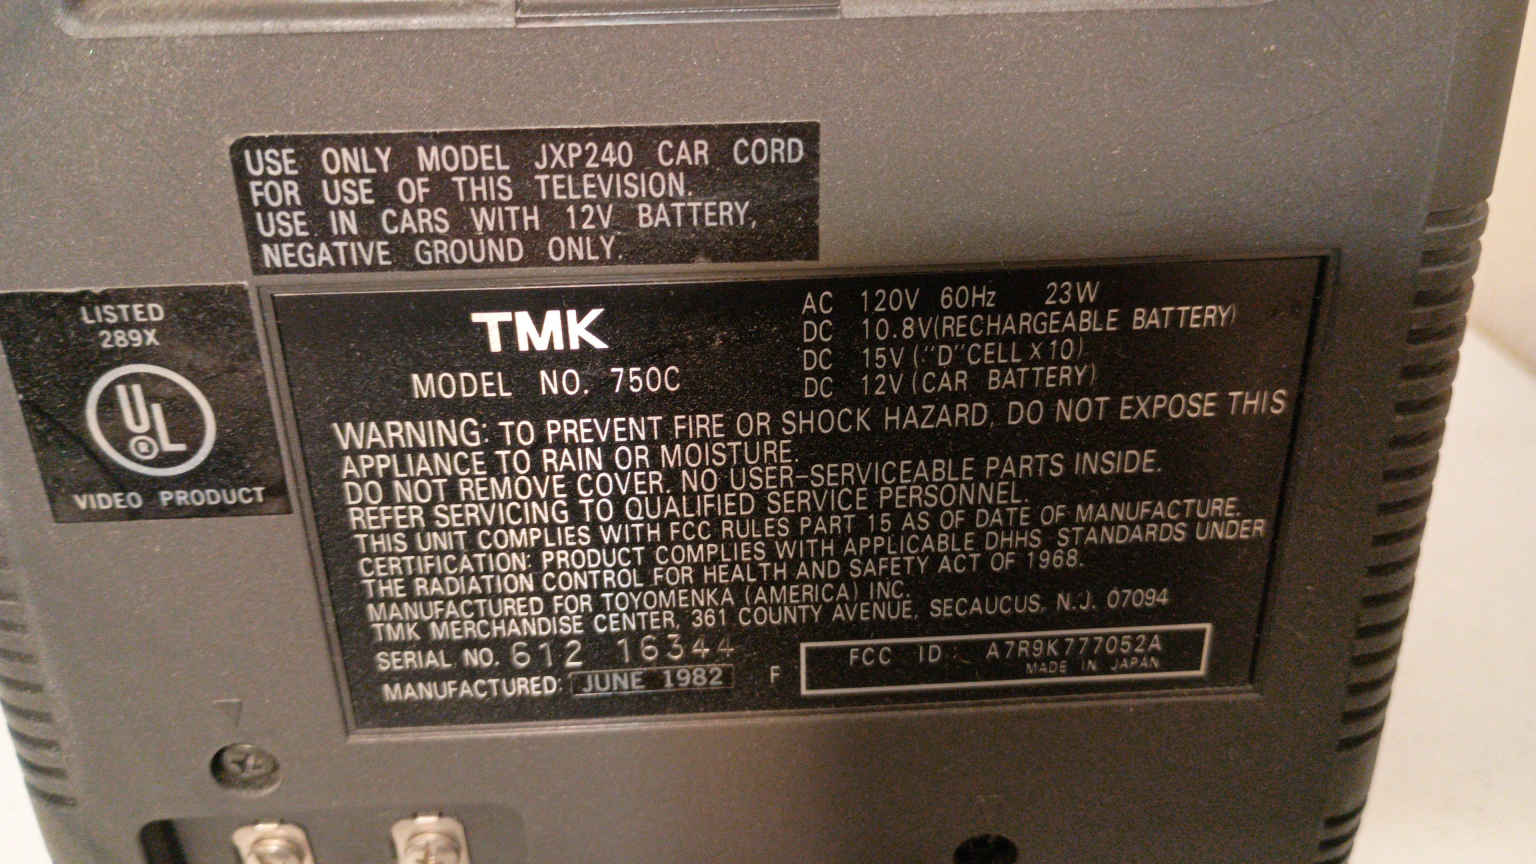 USE ONLY MODEL JXP240 CAR CORD
FOR USE OF THIS TELEVISION.
USE IN CARS WITH 12V BATTERY,
NEGATIVE GROUND ONLY.
LISTED
289X
UL
®
VIDEO PRODUCT
TMK
MODEL NO. 750C
AC 120V 60Hz 23W
DC 10.8V(RECHARGEABLE BATTERY)
DC 15V ("D"CELL X 10)
DC 12V (CAR BATTERY)
WARNING: TO PREVENT FIRE OR SHOCK HAZARD, DO NOT EXPOSE THIS
APPLIANCE TO RAIN OR MOISTURE.
DO NOT REMOVE COVER. NO USER-SERVICEABLE PARTS INSIDE.
REFER SERVICING TO QUALIFIED SERVICE PERSONNEL.
THIS UNIT COMPLIES WITH FCC RULES PART 15 AS OF DATE OF MANUFACTURE.
CERTIFICATION: PRODUCT COMPLIES WITH APPLICABLE DHHS STANDARDS UNDER
THE RADIATION CONTROL FOR HEALTH AND SAFETY ACT OF 1968.
MANUFACTURED FOR TOYOMENKA (AMERICA) INC.
TMK MERCHANDISE CENTER, 361 COUNTY AVENUE, SECAUCUS, N.J. 07094
SERIAL NO. 612 16344
MANUFACTURED: JUNE 1982 F
FCC ID: A7R9K777052A
MADE IN JAPAN